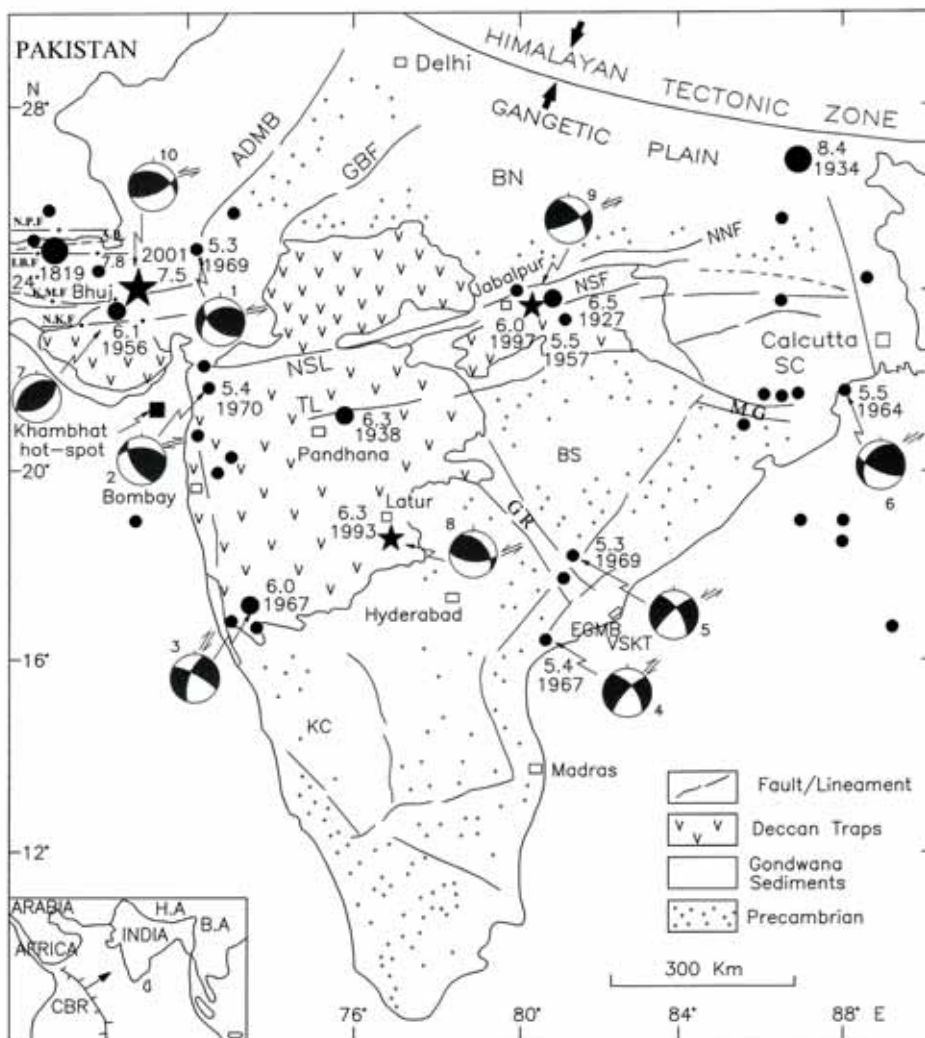 PAKISTAN
N
28°
24°
20°
16°
12°
76°
80°
84°
88° E
HIMALAYAN TECTONIC ZONE
GANGETIC PLAIN
Delhi
ADMB
GBF
BN
8.4
1934
10
9
N.P.F
I.B.F
K.M.F
N.K.F
1819
7.8
2001
7.5
Bhuj
5.3
1969
6.1
1956
1
7
NNF
NSF
Jabalpur
6.0
1997
6.5
1927
5.5
1957
NSL
TL
Calcutta
SC
5.5
1964
MG
6
5.4
1970
Khambhat
hot-spot
2
Bombay
6.3
1938
Pandhana
BS
Latur
6.3
1993
8
GR
5.3
1969
5
6.0
1967
3
Hyderabad
EGMB
VSKT
5.4
1967
4
KC
Madras
Fault/Lineament
Deccan Traps
Gondwana
Sediments
Precambrian
300 Km
ARABIA
H.A
B.A
INDIA
AFRICA
CBR